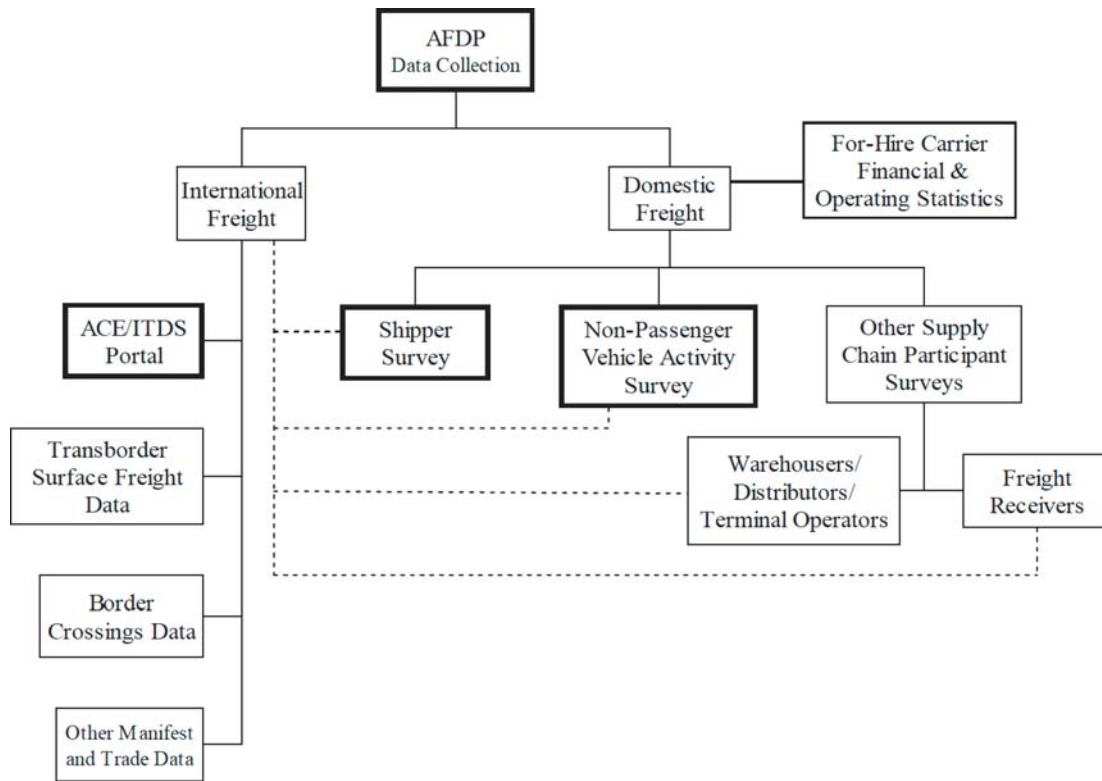 AFDP
Data Collection
International
Freight
Domestic
Freight
For-Hire Carrier
Financial &
Operating Statistics
ACE/ITDS
Portal
Shipper
Survey
Non-Passenger
Vehicle Activity
Survey
Other Supply
Chain Participant
Surveys
Transborder
Surface Freight
Data
Warehousers/
Distributors/
Terminal Operators
Freight
Receivers
Border
Crossings Data
Other Manifest
and Trade Data